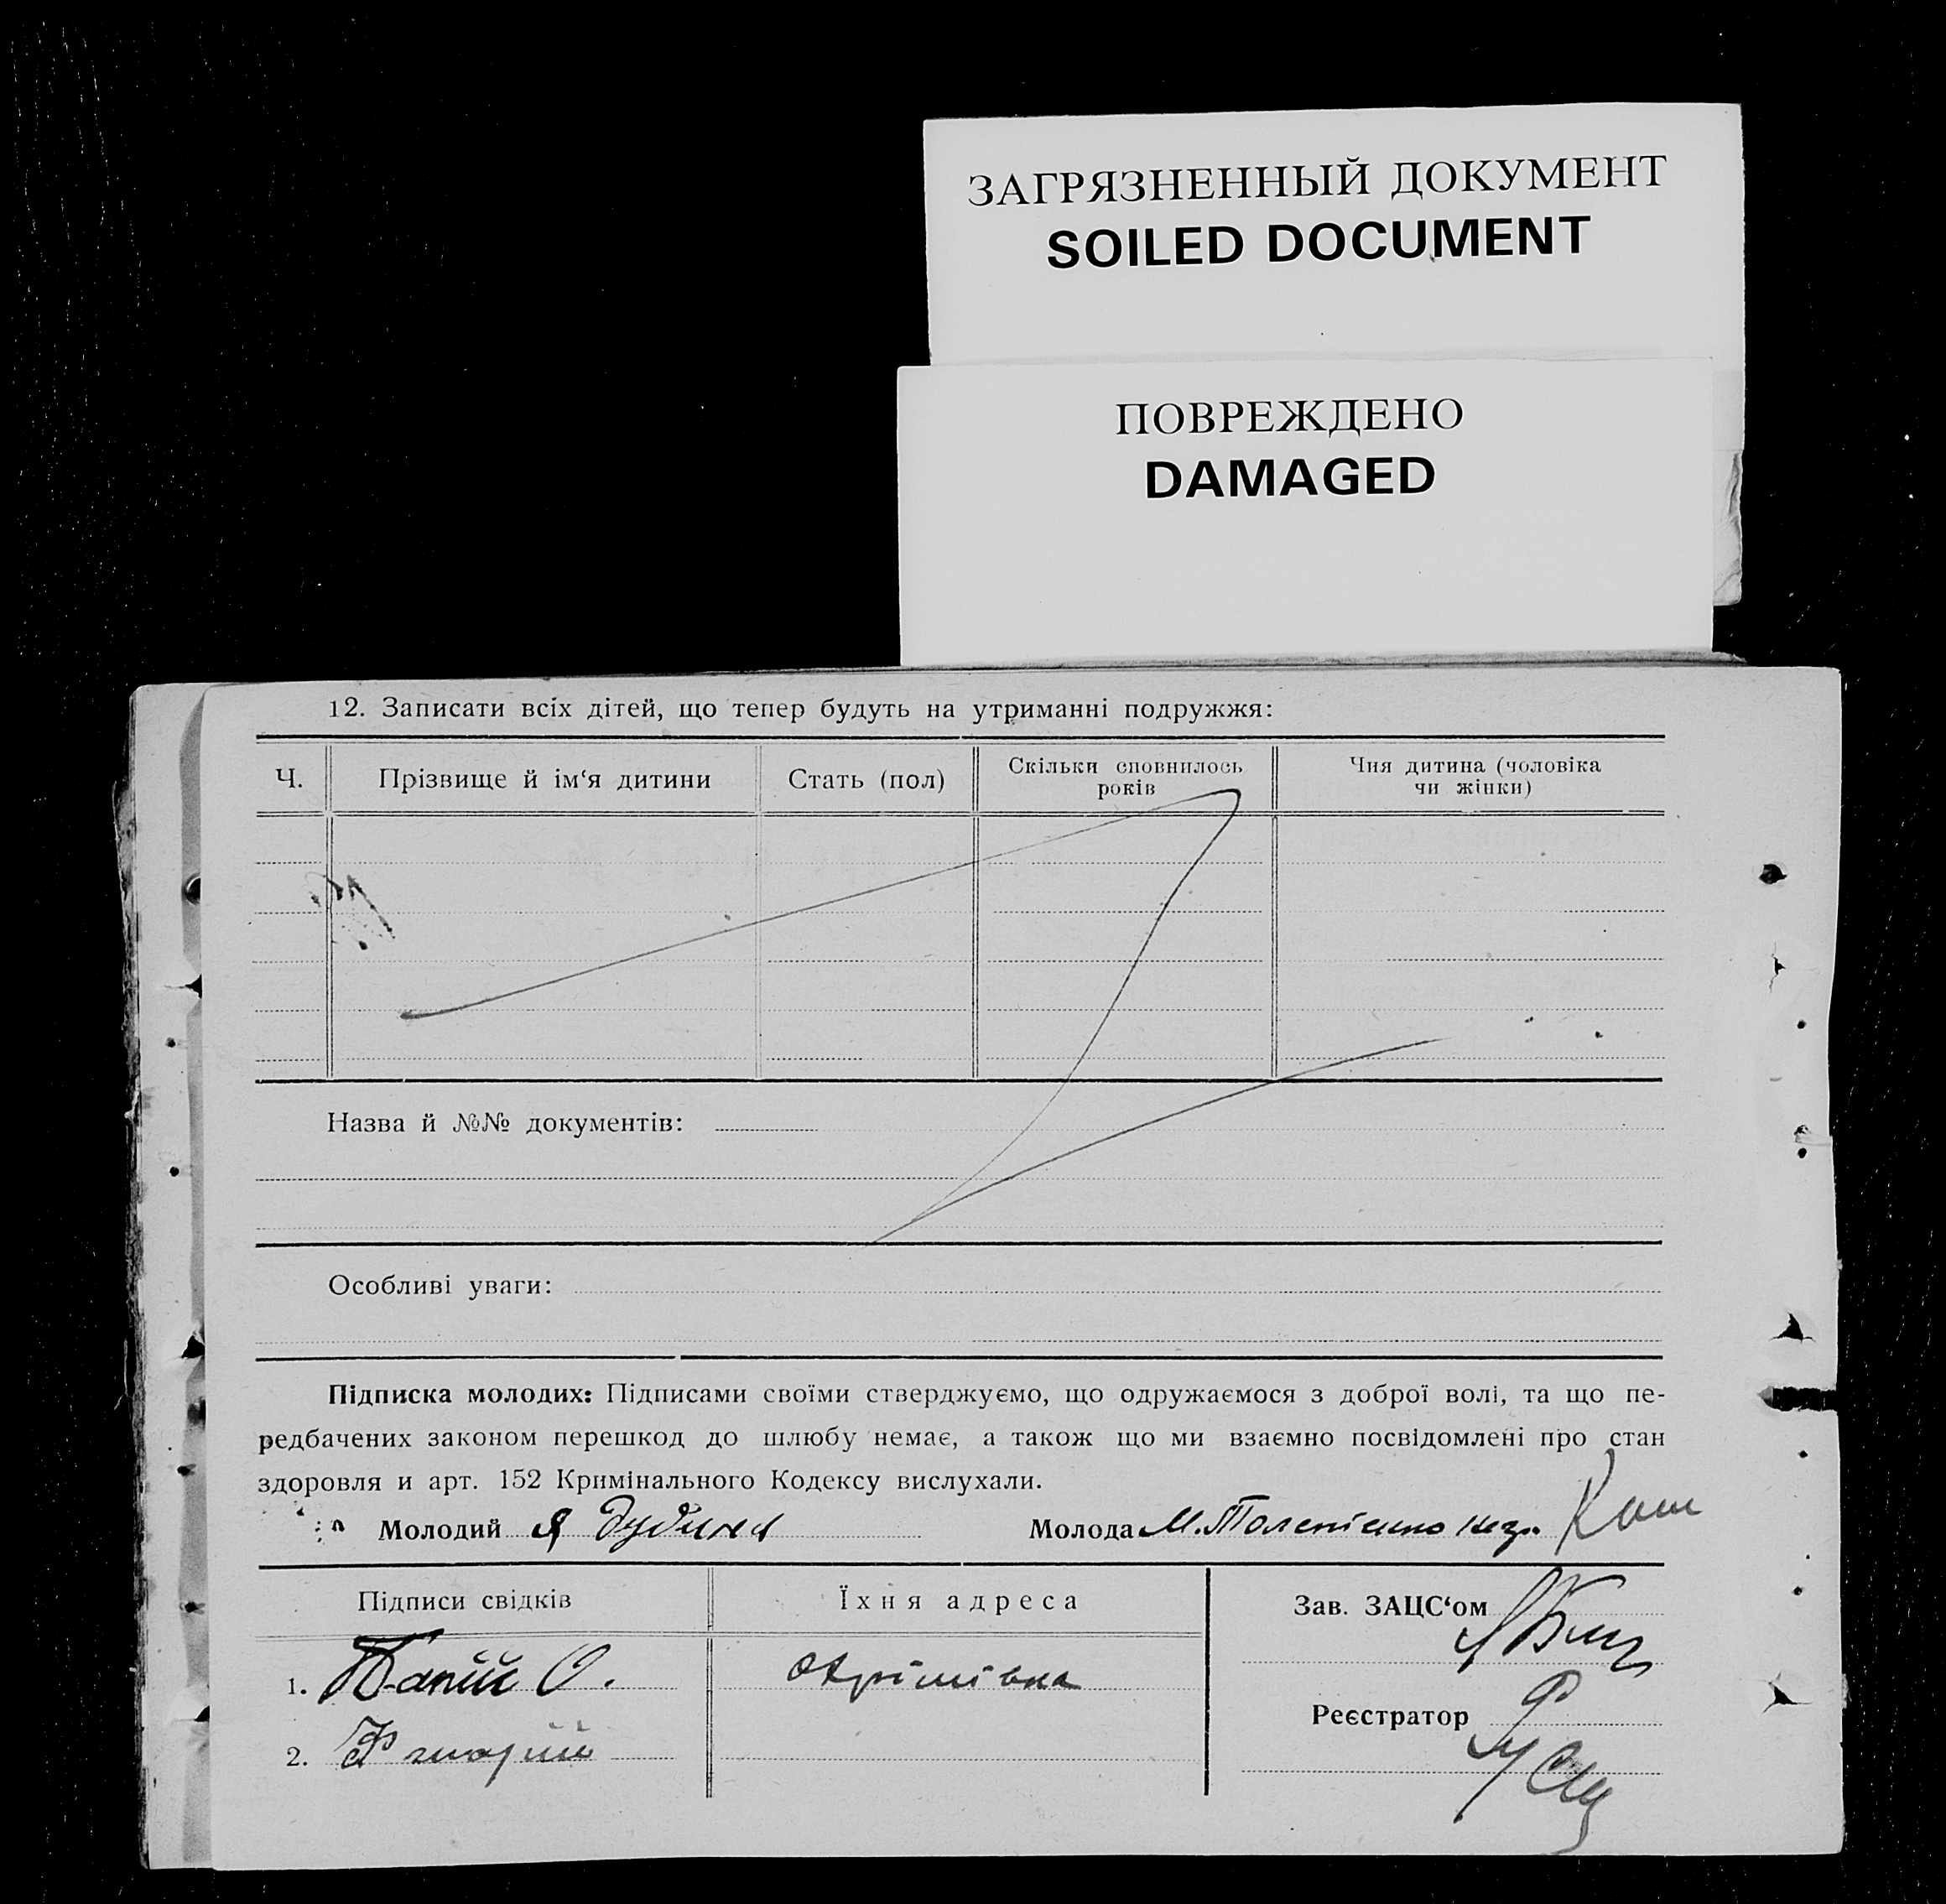 ЗАГРЯЗНЕННЫЙ ДОКУМЕНТ
SOILED DOCUMENT
ПОВРЕЖДЕНО
DAMAGED
12. Записати всіх дітей, що тепер будуть на утриманні подружжя:
Ч. Прізвище й ім‘я дитини Стать (пол) Скільки сповнилось років Чия дитина (чоловіка чи жінки)
Назва й №№ документів:
Особливі уваги:
Підписка молодих: Підписами своїми стверджуємо, що одружаємося з доброї волі, та що пе-
редбачених законом перешкод до шлюбу немає, а також що ми взаємно посвідомлені про стан
здоровля и арт. 152 Кримінального Кодексу вислухали.
Молодий Я Молода М.
Підписи свідків Їхня адреса Зав. ЗАЦС‘ом
1. О.
Реєстратор
2.